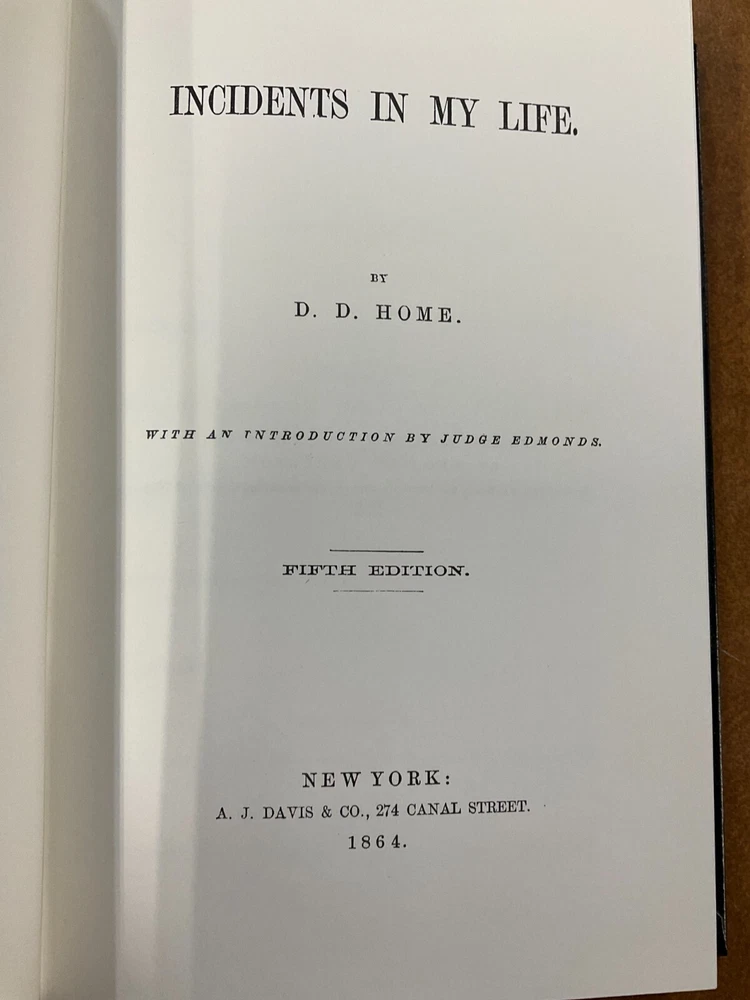 INCIDENTS IN MY LIFE.
BY
D. D. HOME.
WITH AN INTRODUCTION BY JUDGE EDMONDS.
FIFTH EDITION.
NEW YORK:
A. J. DAVIS & CO., 274 CANAL STREET.
1864.